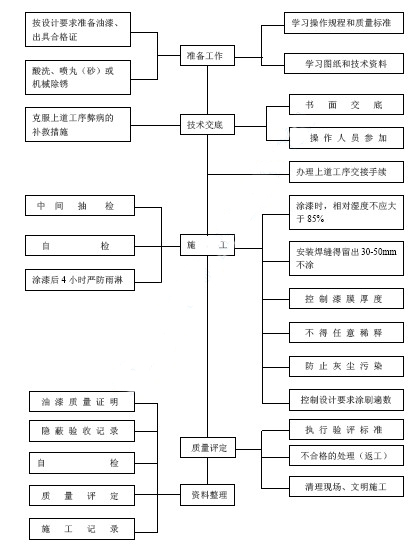 按设计要求准备油漆、
出具合格证
酸洗、喷丸（砂）或
机械除锈
克服上道工序弊病的
补救措施
准备工作
技术交底
学习操作规程和质量标准
学习图纸和技术资料
书面交底
操作人员参加
办理上道工序交接手续
中间抽检
自检
涂漆后4小时严防雨淋
施工
涂漆时，相对湿度不应大
于85%
安装焊缝得留出30-50mm
不涂
控制漆膜厚度
不得任意稀释
防止灰尘污染
控制设计要求涂刷遍数
油漆质量证明
隐蔽验收记录
自检
质量评定
施工记录
质量评定
资料整理
执行验评标准
不合格的处理（返工）
清理现场、文明施工